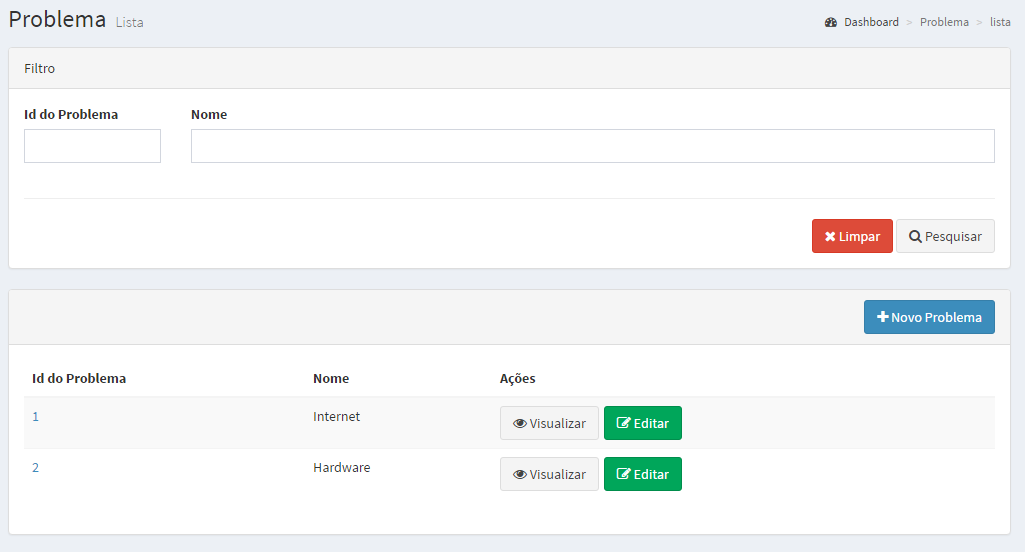 Problema Lista
Dashboard > Problema > lista
Filtro
Id do Problema Nome
Limpar Pesquisar
Novo Problema
Id do Problema Nome Ações
1 Internet Visualizar Editar
2 Hardware Visualizar Editar